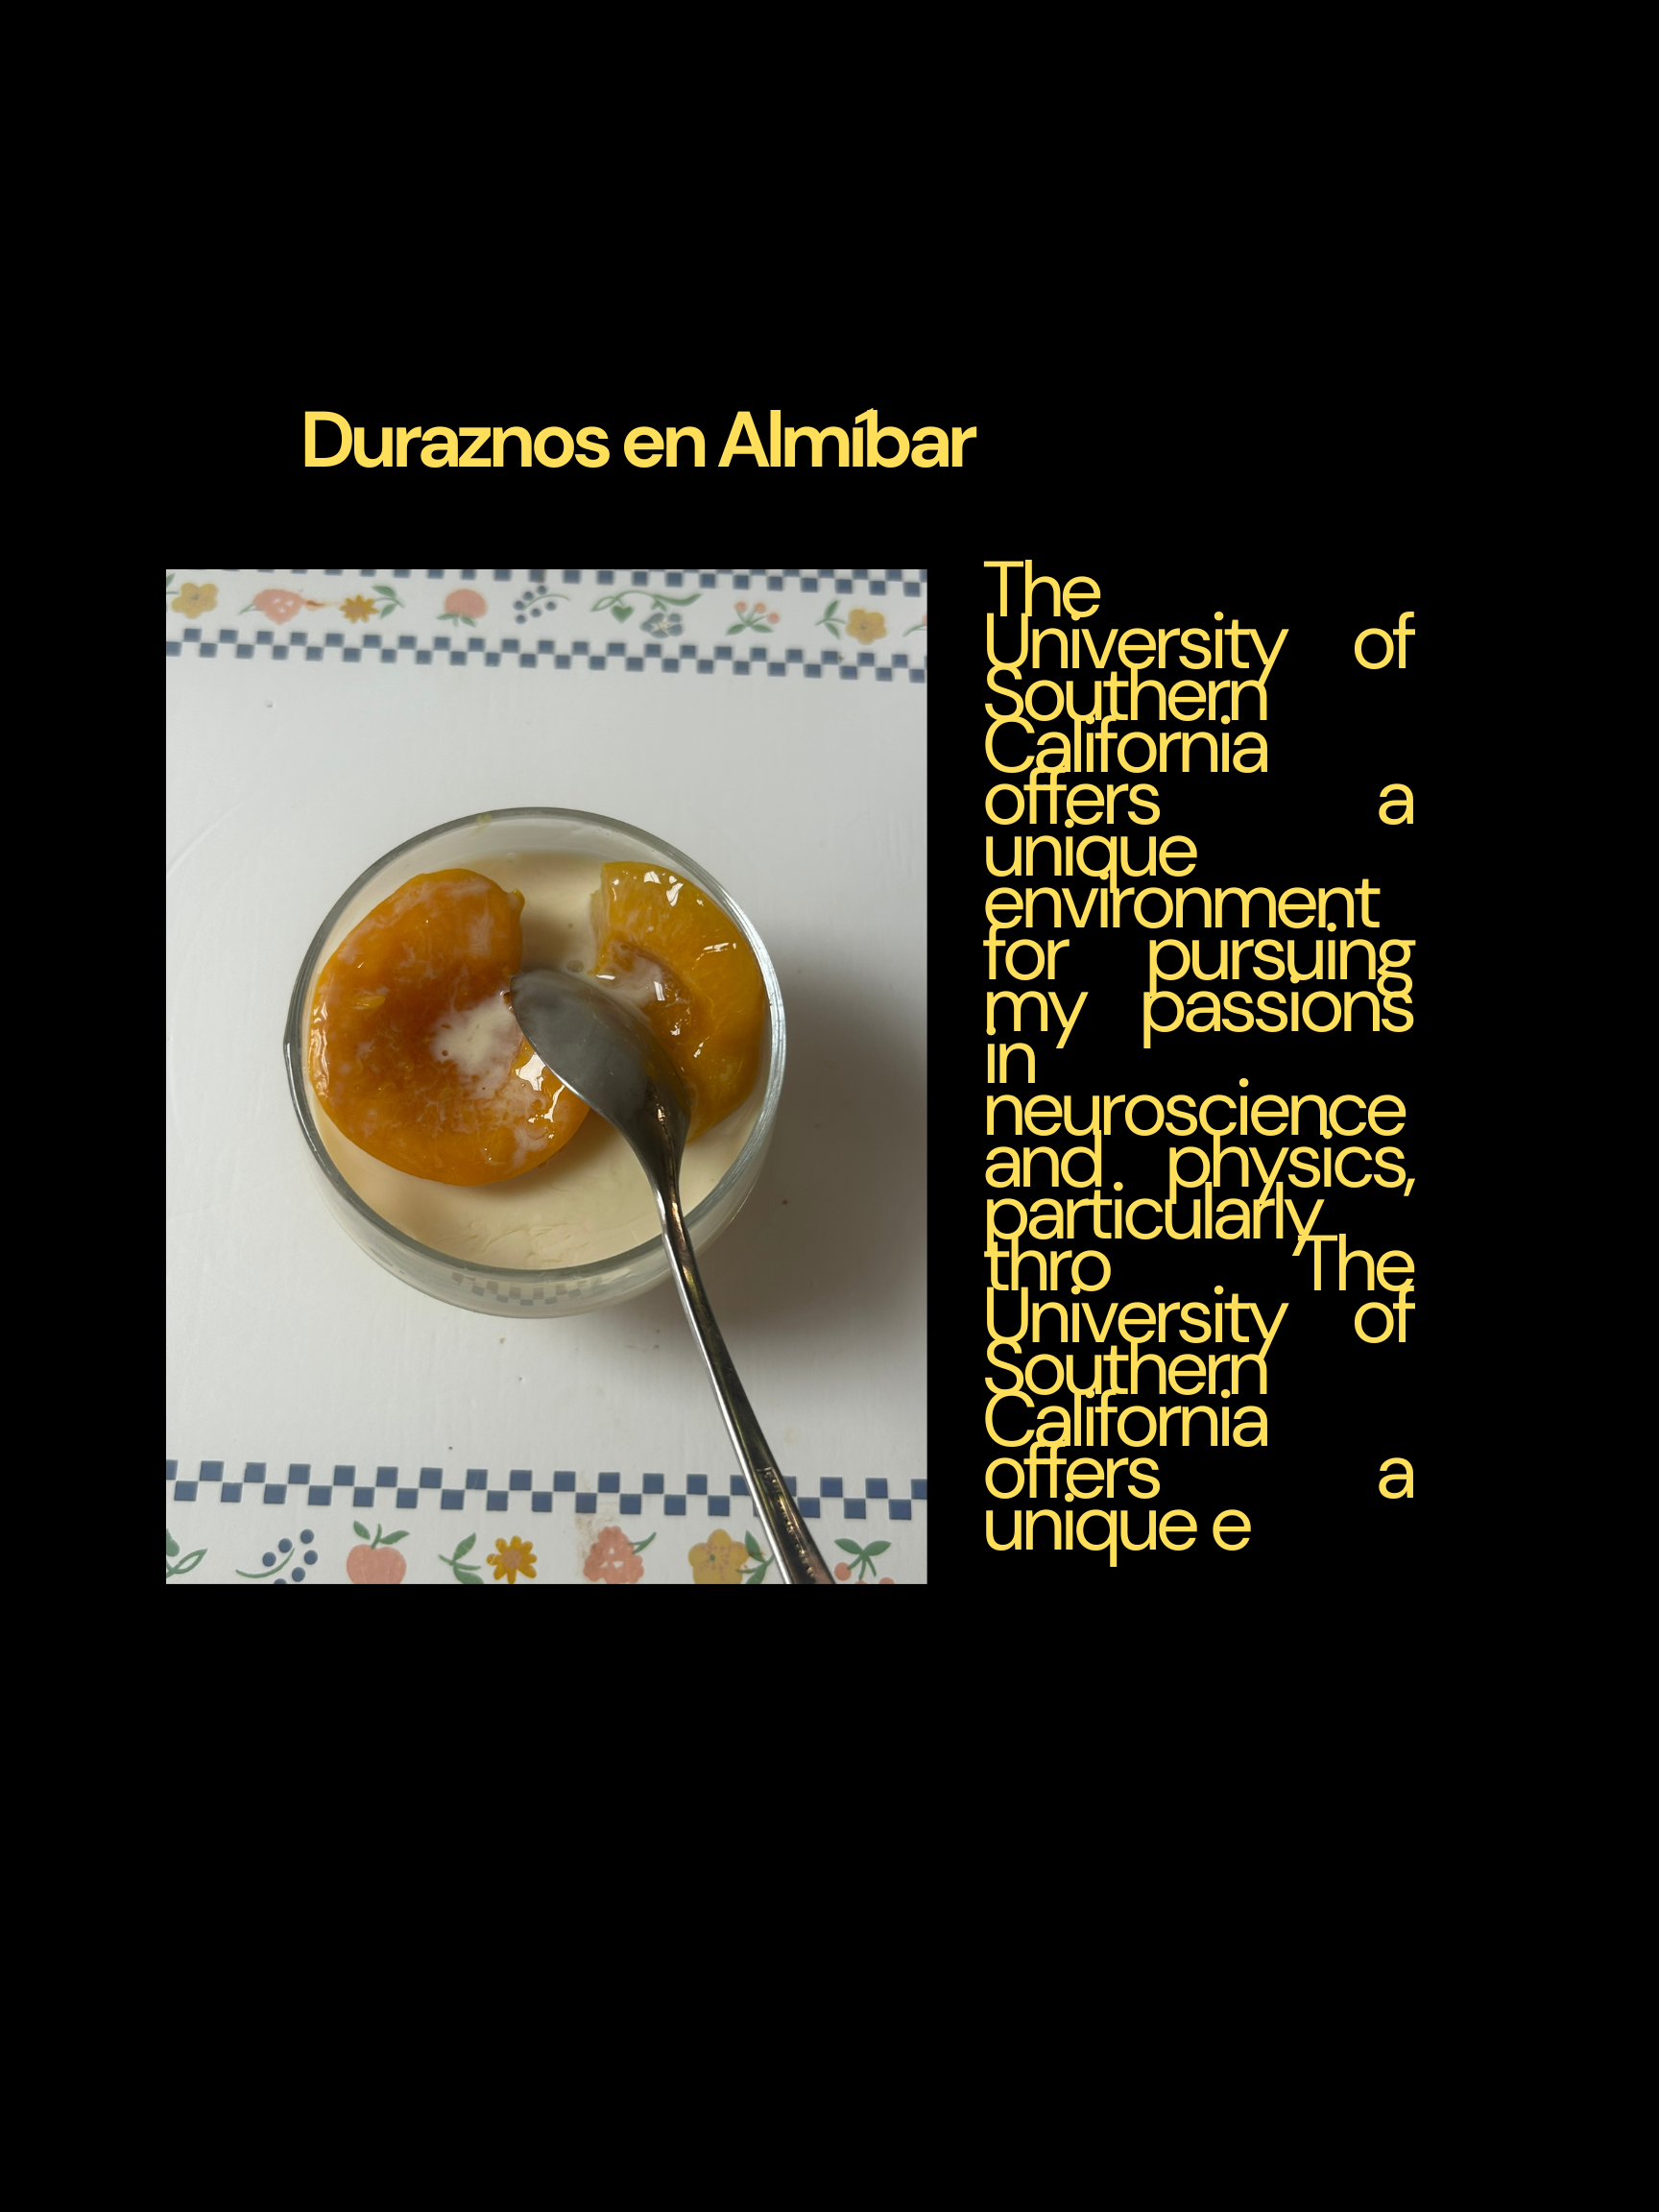 Duraznos en Almíbar
The
University of
Southern
California
offers a
unique
environment
for pursuing
my passions
in
neuroscience
and physics,
particularly
thro The
University of
Southern
California
offers a
unique e